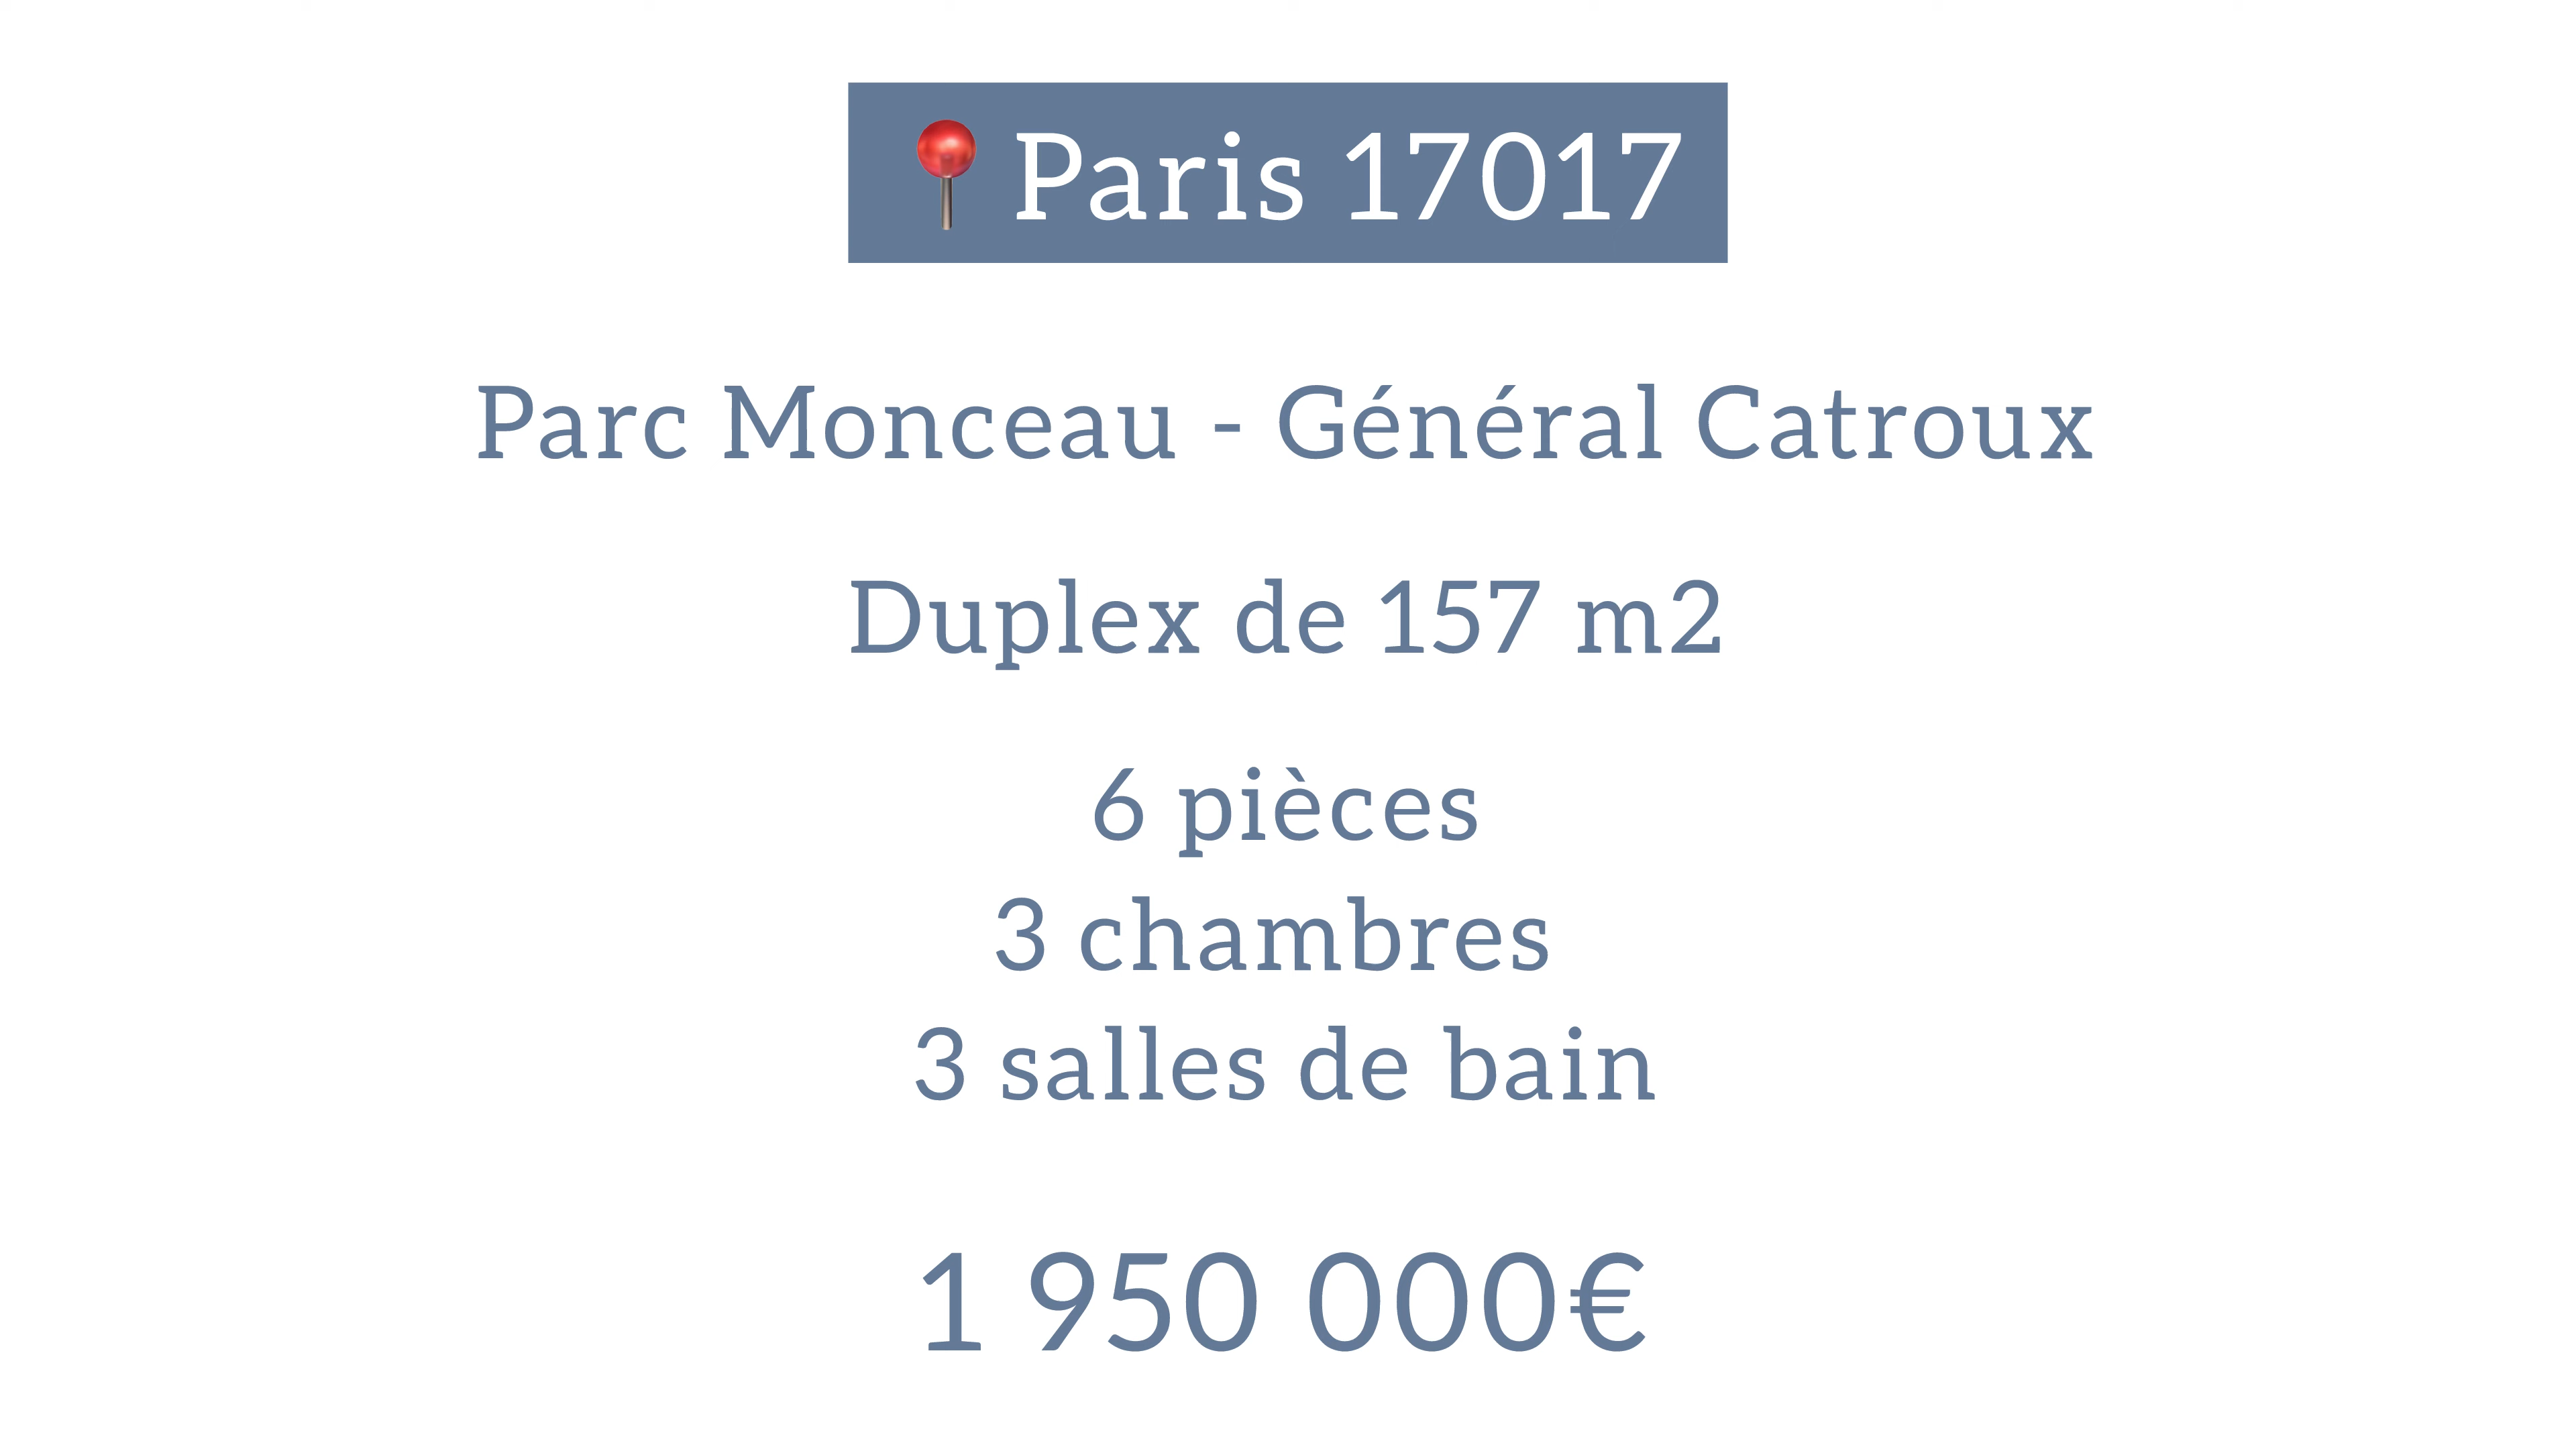 📍Paris 17017
Parc Monceau - Général Catroux
Duplex de 157 m2
6 pièces
3 chambres
3 salles de bain
1 950 000€